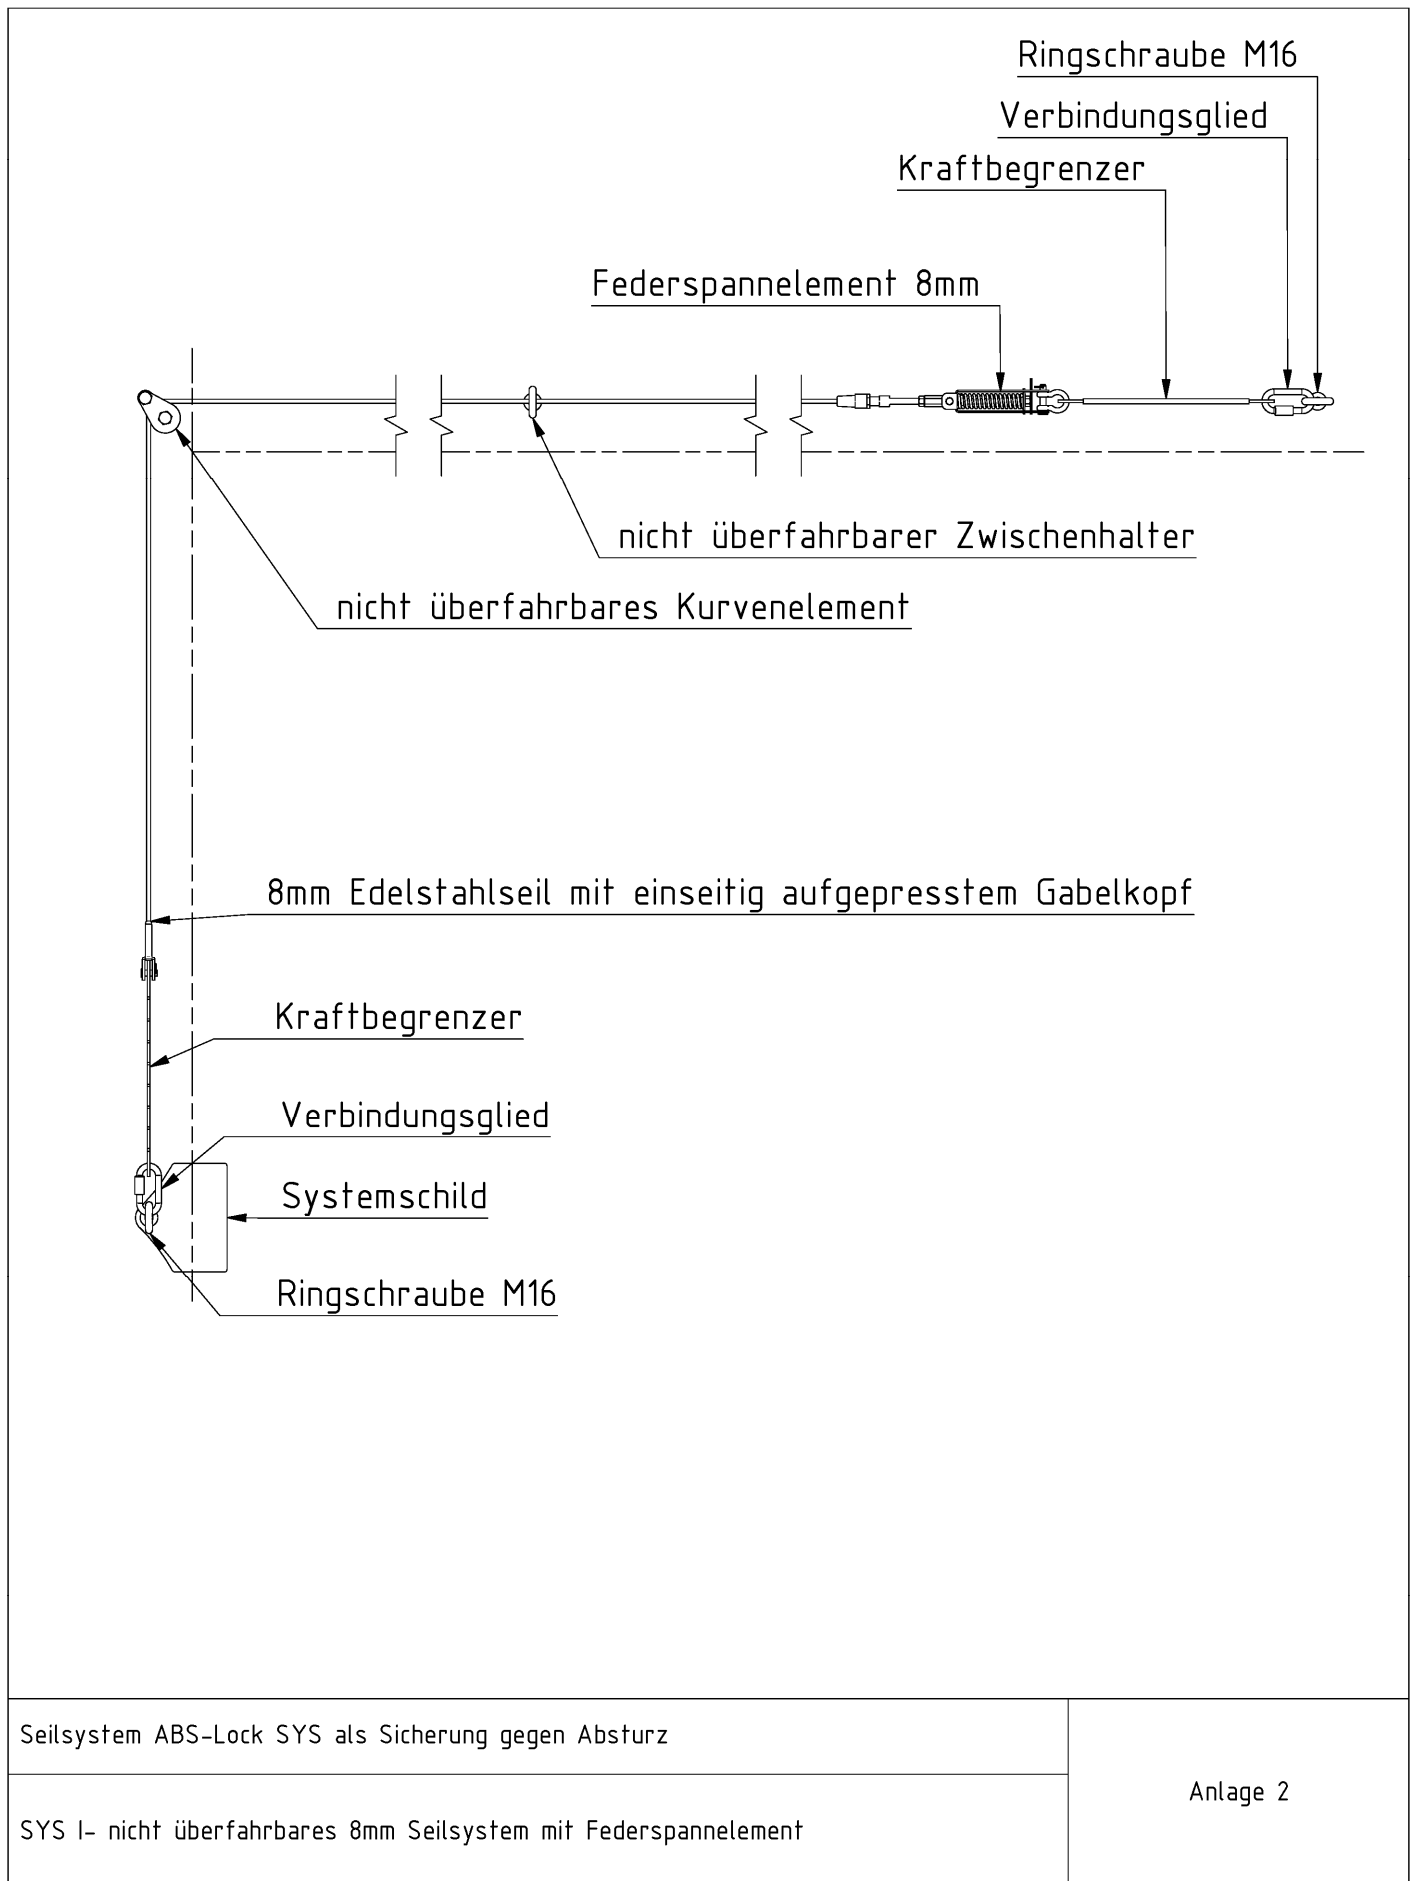 Ringschraube M16
Verbindungsglied
Kraftbegrenzer
Federspannelement 8mm
nicht überfahrbarer Zwischenhalter
nicht überfahrbares Kurvenelement
8mm Edelstahlseil mit einseitig aufgepresstem Gabelkopf
Kraftbegrenzer
Verbindungsglied
Systemschild
Ringschraube M16
Seilsystem ABS-Lock SYS als Sicherung gegen Absturz
Anlage 2
SYS I- nicht überfahrbares 8mm Seilsystem mit Federspannelement